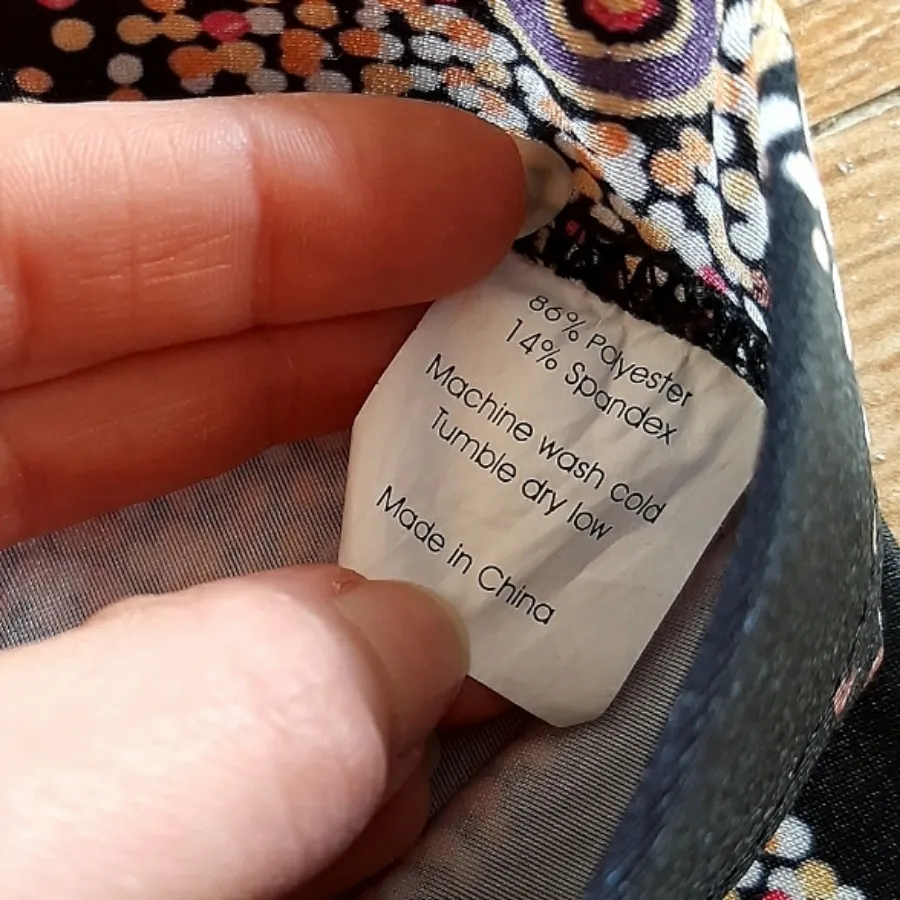 86% Polyester
14% Spandex
Machine wash cold
Tumble dry low
Made in China